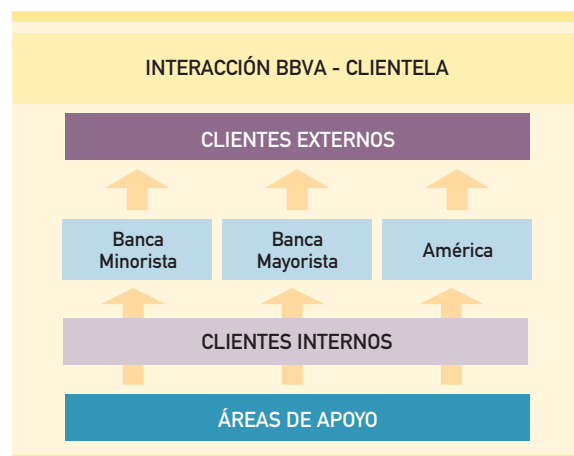 INTERACCIÓN BBVA - CLIENTELA
CLIENTES EXTERNOS
Banca
Minorista
Banca
Mayorista
América
CLIENTES INTERNOS
ÁREAS DE APOYO